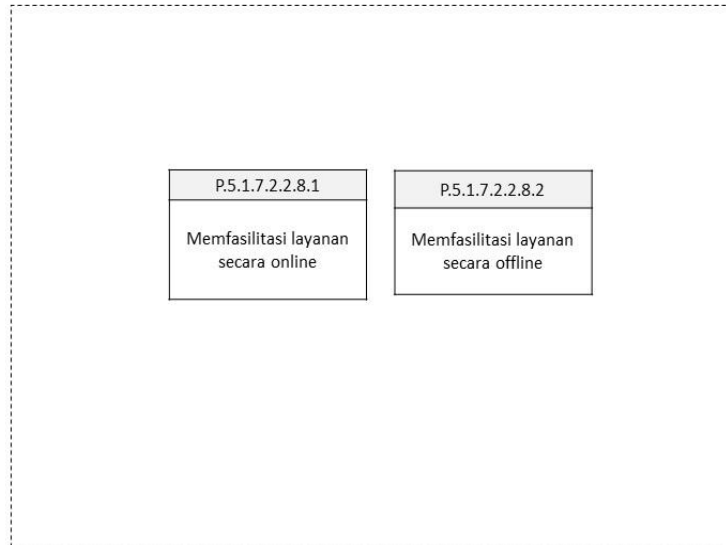 P.5.1.7.2.2.8.1
Memfasilitasi layanan
secara online
P.5.1.7.2.2.8.2
Memfasilitasi layanan
secara offline